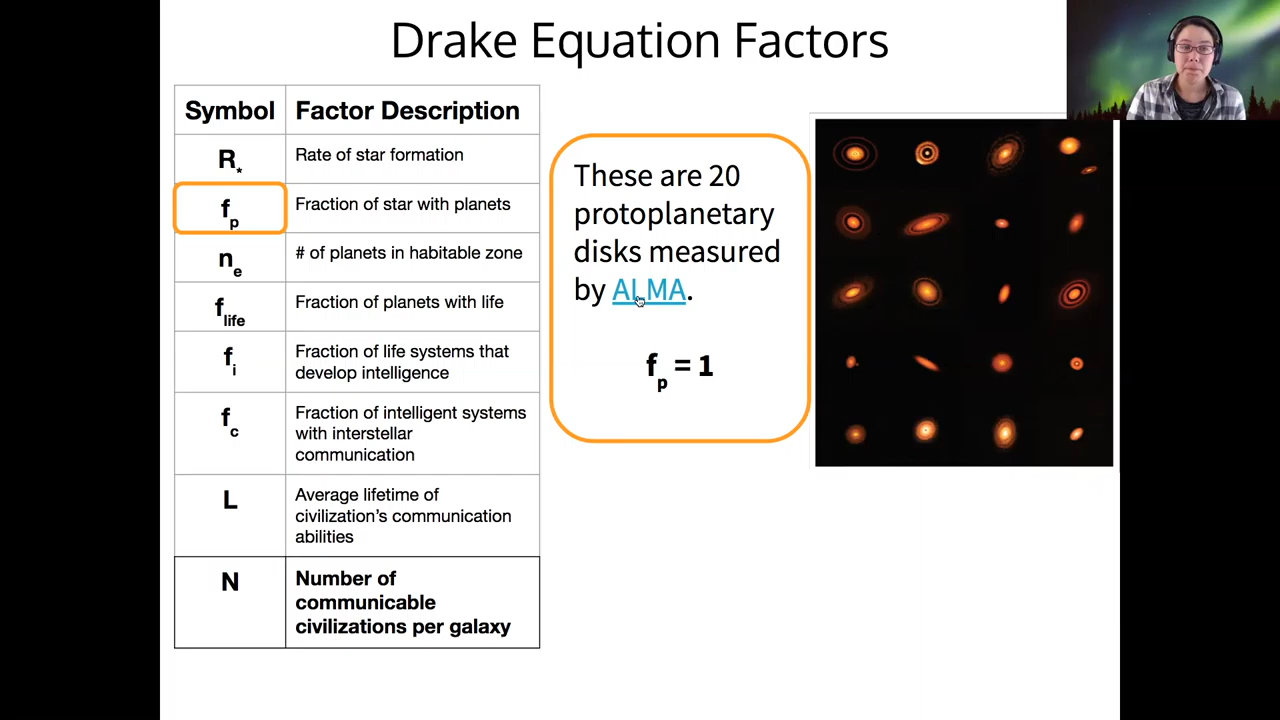 Drake Equation Factors
Symbol Factor Description
R* Rate of star formation
fp Fraction of star with planets
ne # of planets in habitable zone
flife Fraction of planets with life
fi Fraction of life systems that
develop intelligence
fc Fraction of intelligent systems
with interstellar
communication
L Average lifetime of
civilization's communication
abilities
N Number of
communicable
civilizations per galaxy
These are 20
protoplanetary
disks measured
by ALMA.
fp = 1